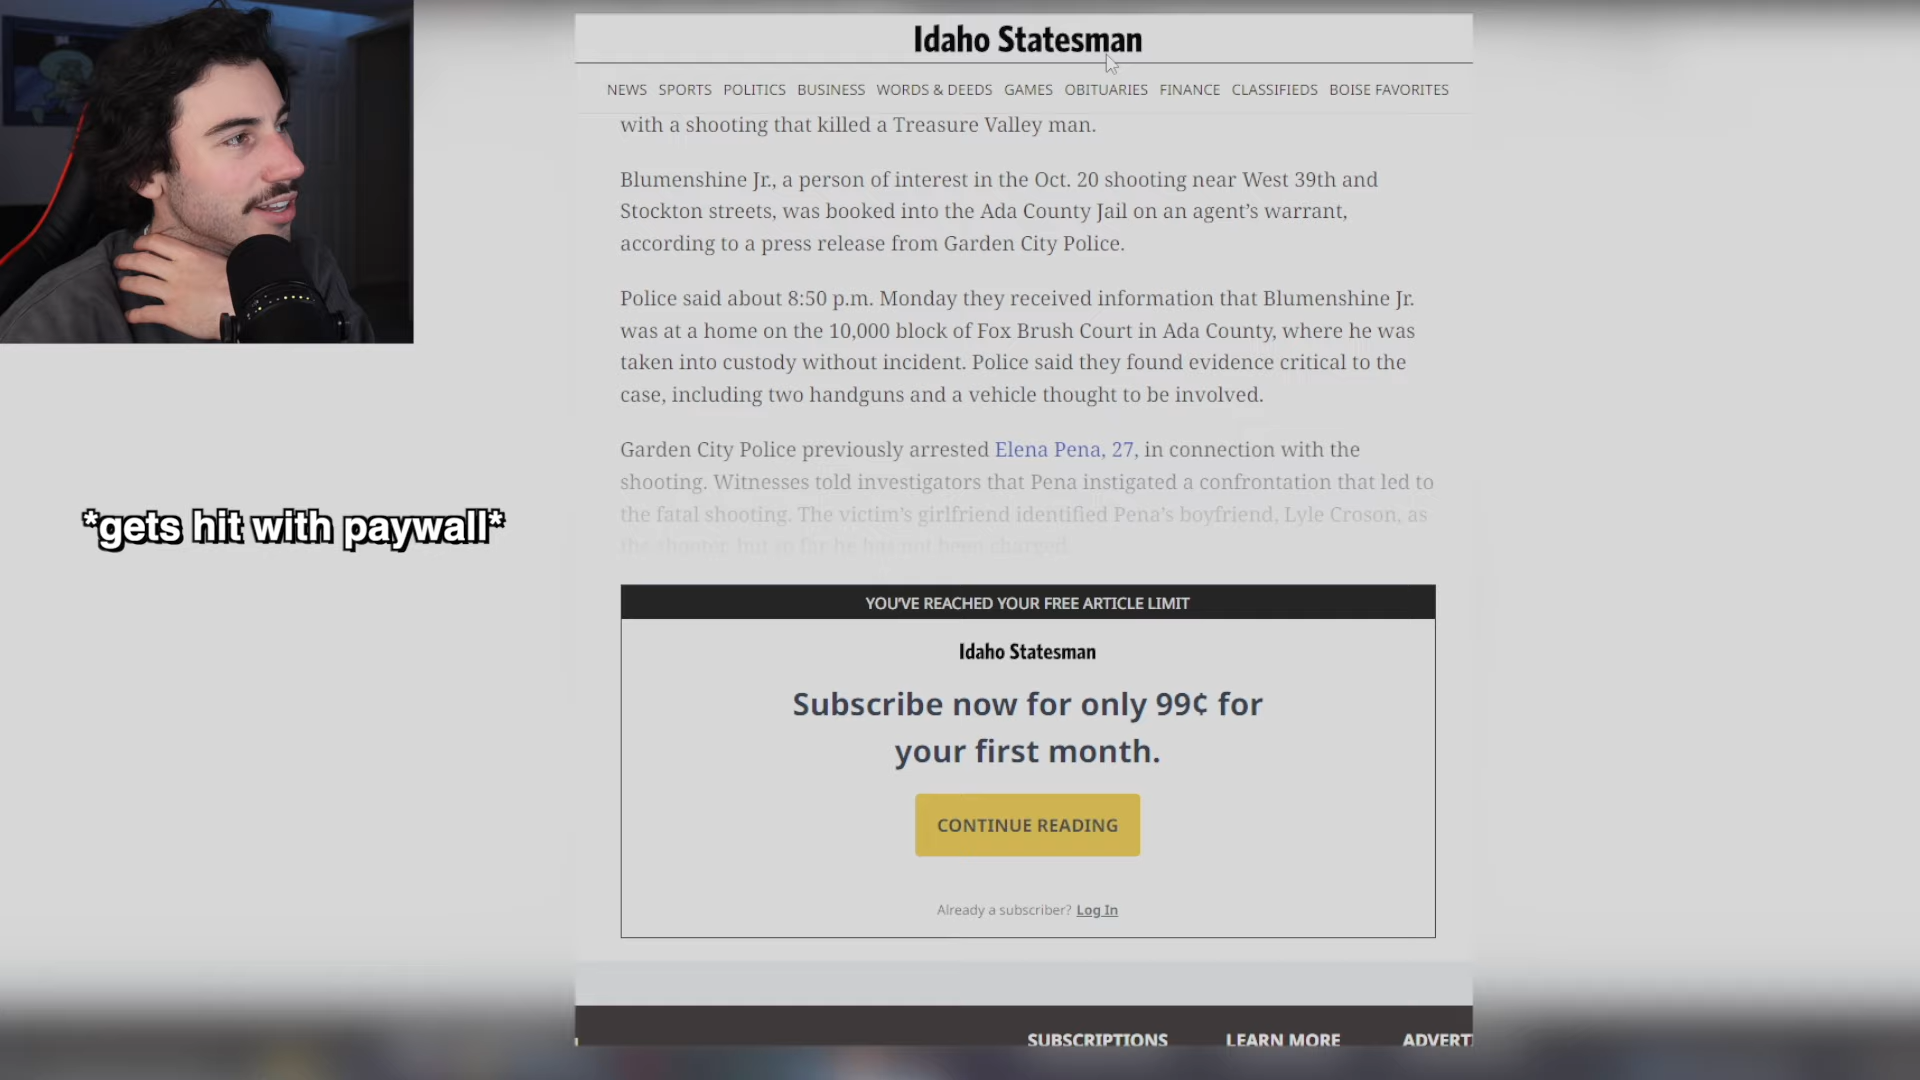 Idaho Statesman
NEWS SPORTS POLITICS BUSINESS WORDS & DEEDS GAMES OBITUARIES FINANCE CLASSIFIEDS BOISE FAVORITES
with a shooting that killed a Treasure Valley man.
Blumenshine Jr., a person of interest in the Oct. 20 shooting near West 39th and
Stockton streets, was booked into the Ada County Jail on an agent's warrant,
according to a press release from Garden City Police.
Police said about 8:50 p.m. Monday they received information that Blumenshine Jr.
was at a home on the 10,000 block of Fox Brush Court in Ada County, where he was
taken into custody without incident. Police said they found evidence critical to the
case, including two handguns and a vehicle thought to be involved.
Garden City Police previously arrested Elena Pena, 27, in connection with the
shooting. Witnesses told investigators that Pena instigated a confrontation that led to
the fatal shooting. The victim's girlfriend identified Pena's boyfriend, Lyle Croson, as
the shooter, but so far he has not been charged.
*gets hit with paywall*
YOU'VE REACHED YOUR FREE ARTICLE LIMIT
Idaho Statesman
Subscribe now for only 99¢ for
your first month.
CONTINUE READING
Already a subscriber? Log In
SUBSCRIPTIONS LEARN MORE ADVERT